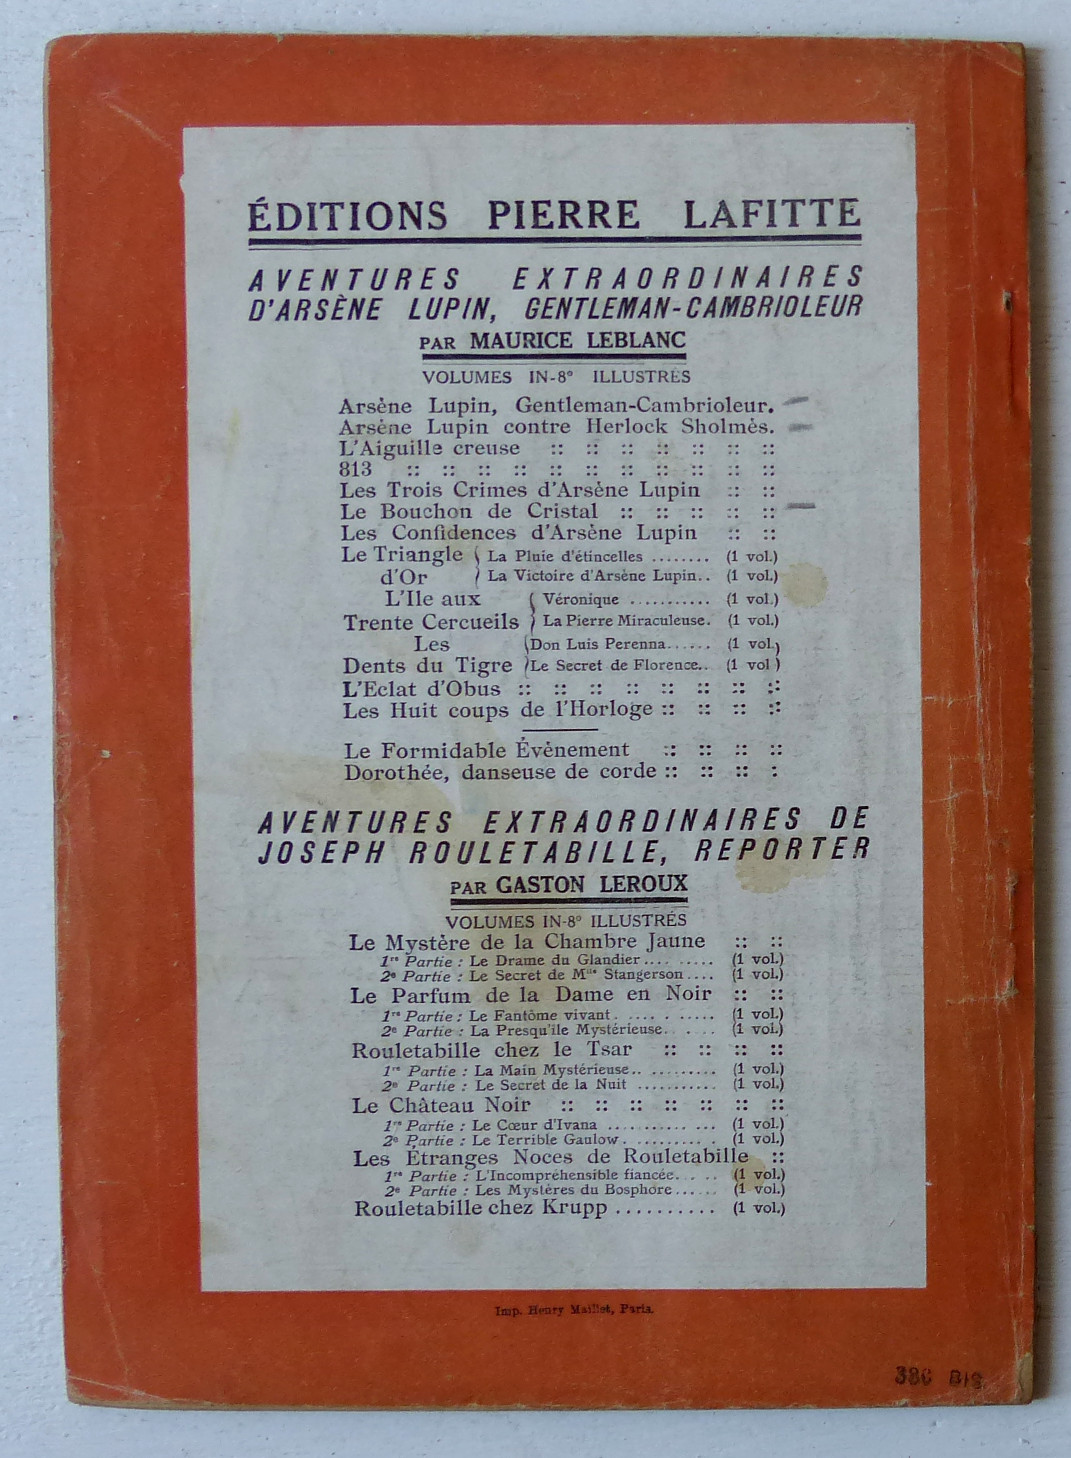 ÉDITIONS PIERRE LAFITTE
AVENTURES EXTRAORDINAIRES
D'ARSÈNE LUPIN, GENTLEMAN-CAMBRIOLEUR
PAR MAURICE LEBLANC
VOLUMES IN-8° ILLUSTRÉS
Arsène Lupin, Gentleman-Cambrioleur.
Arsène Lupin contre Herlock Sholmès.
L'Aiguille creuse :: :: :: :: :: :: ::
813 :: :: :: :: :: :: :: :: :: :: ::
Les Trois Crimes d'Arsène Lupin :: ::
Le Bouchon de Cristal :: :: :: :: ::
Les Confidences d'Arsène Lupin :: ::
Le Triangle { La Pluie d'étincelles ........ (1 vol.)
d'Or { La Victoire d'Arsène Lupin.. (1 vol.)
L'Ile aux { Véronique ........... (1 vol.)
Trente Cercueils } La Pierre Miraculeuse. (1 vol.)
Les { Don Luis Perenna...... (1 vol.)
Dents du Tigre { Le Secret de Florence.. (1 vol )
L'Eclat d'Obus :: :: :: :: :: :: :: ::
Les Huit coups de l'Horloge :: :: :: ::
Le Formidable Évènement :: :: :: ::
Dorothée, danseuse de corde :: :: :: :
AVENTURES EXTRAORDINAIRES DE
JOSEPH ROULETABILLE, REPORTER
PAR GASTON LEROUX
VOLUMES IN-8° ILLUSTRÉS
Le Mystère de la Chambre Jaune :: ::
1re Partie : Le Drame du Glandier.... ..... (1 vol.)
2e Partie : Le Secret de Mlle Stangerson .... (1 vol.)
Le Parfum de la Dame en Noir :: ::
1re Partie : Le Fantôme vivant. .... . ..... (1 vol.)
2e Partie : La Presqu'île Mystérieuse. . ... (1 vol.)
Rouletabille chez le Tsar :: :: :: ::
1re Partie : La Main Mystérieuse.. ......... (1 vol.)
2e Partie : Le Secret de la Nuit ........... (1 vol.)
Le Château Noir :: :: :: :: :: :: ::
1re Partie : Le Cœur d'Ivana .......... ... (1 vol.)
2e Partie : Le Terrible Gaulow. ......... . (1 vol.)
Les Étranges Noces de Rouletabille ::
1re Partie : L'Incompréhensible fiancée. . .. (1 vol.)
2e Partie : Les Mystères du Bosphore ...... (1 vol.)
Rouletabille chez Krupp .......... (1 vol.)
Imp. Henry Maillet, Paris.
BIS